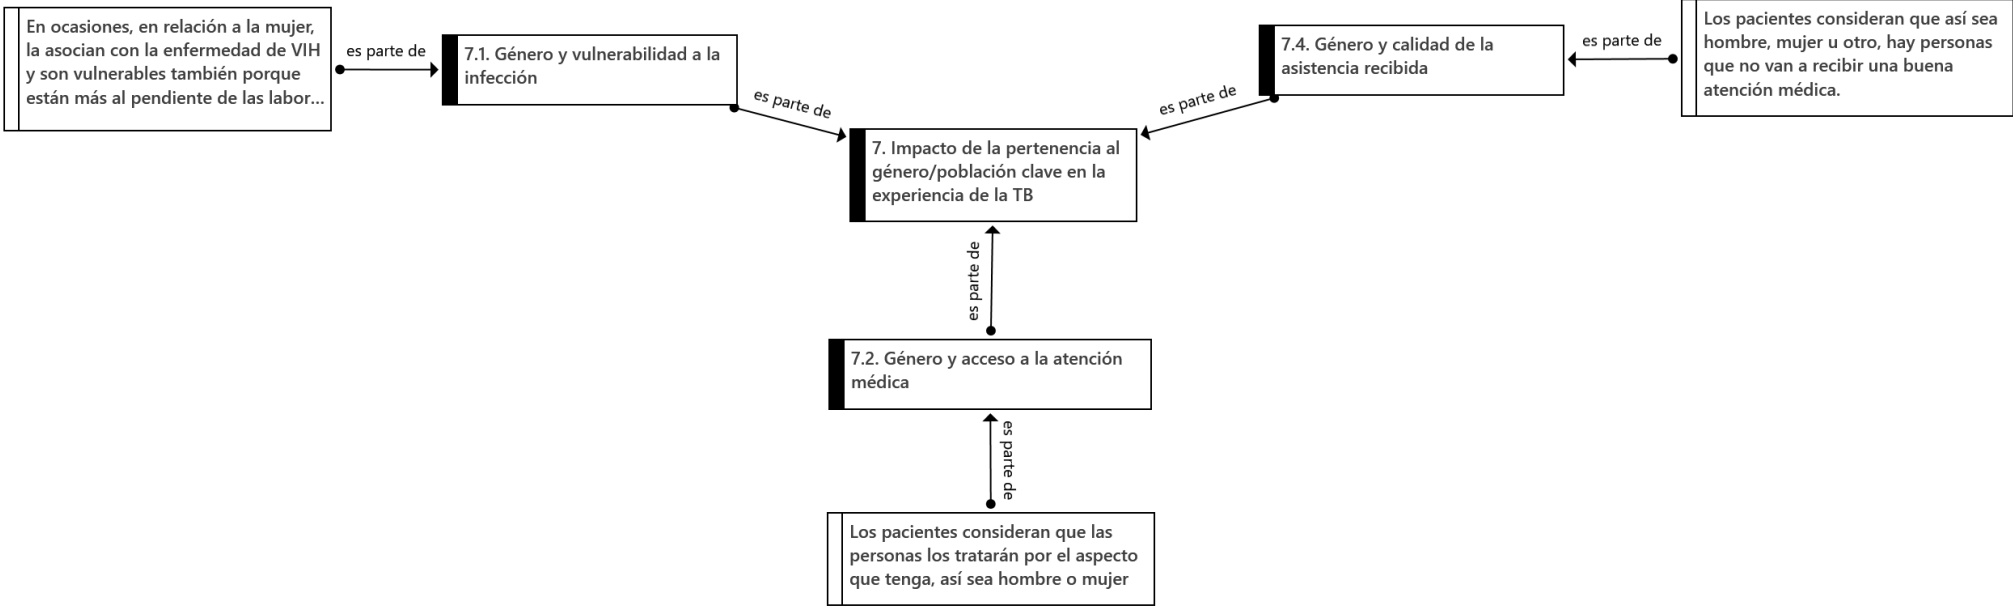 En ocasiones, en relación a la mujer,
la asocian con la enfermedad de VIH
y son vulnerables también porque
están más al pendiente de las labor...
es parte de
7.1. Género y vulnerabilidad a la
infección
es parte de
7.4. Género y calidad de la
asistencia recibida
es parte de
Los pacientes consideran que así sea
hombre, mujer u otro, hay personas
que no van a recibir una buena
atención médica.
es parte de
7. Impacto de la pertenencia al
género/población clave en la
experiencia de la TB
es parte de
7.2. Género y acceso a la atención
médica
es parte de
Los pacientes consideran que las
personas los tratarán por el aspecto
que tenga, así sea hombre o mujer